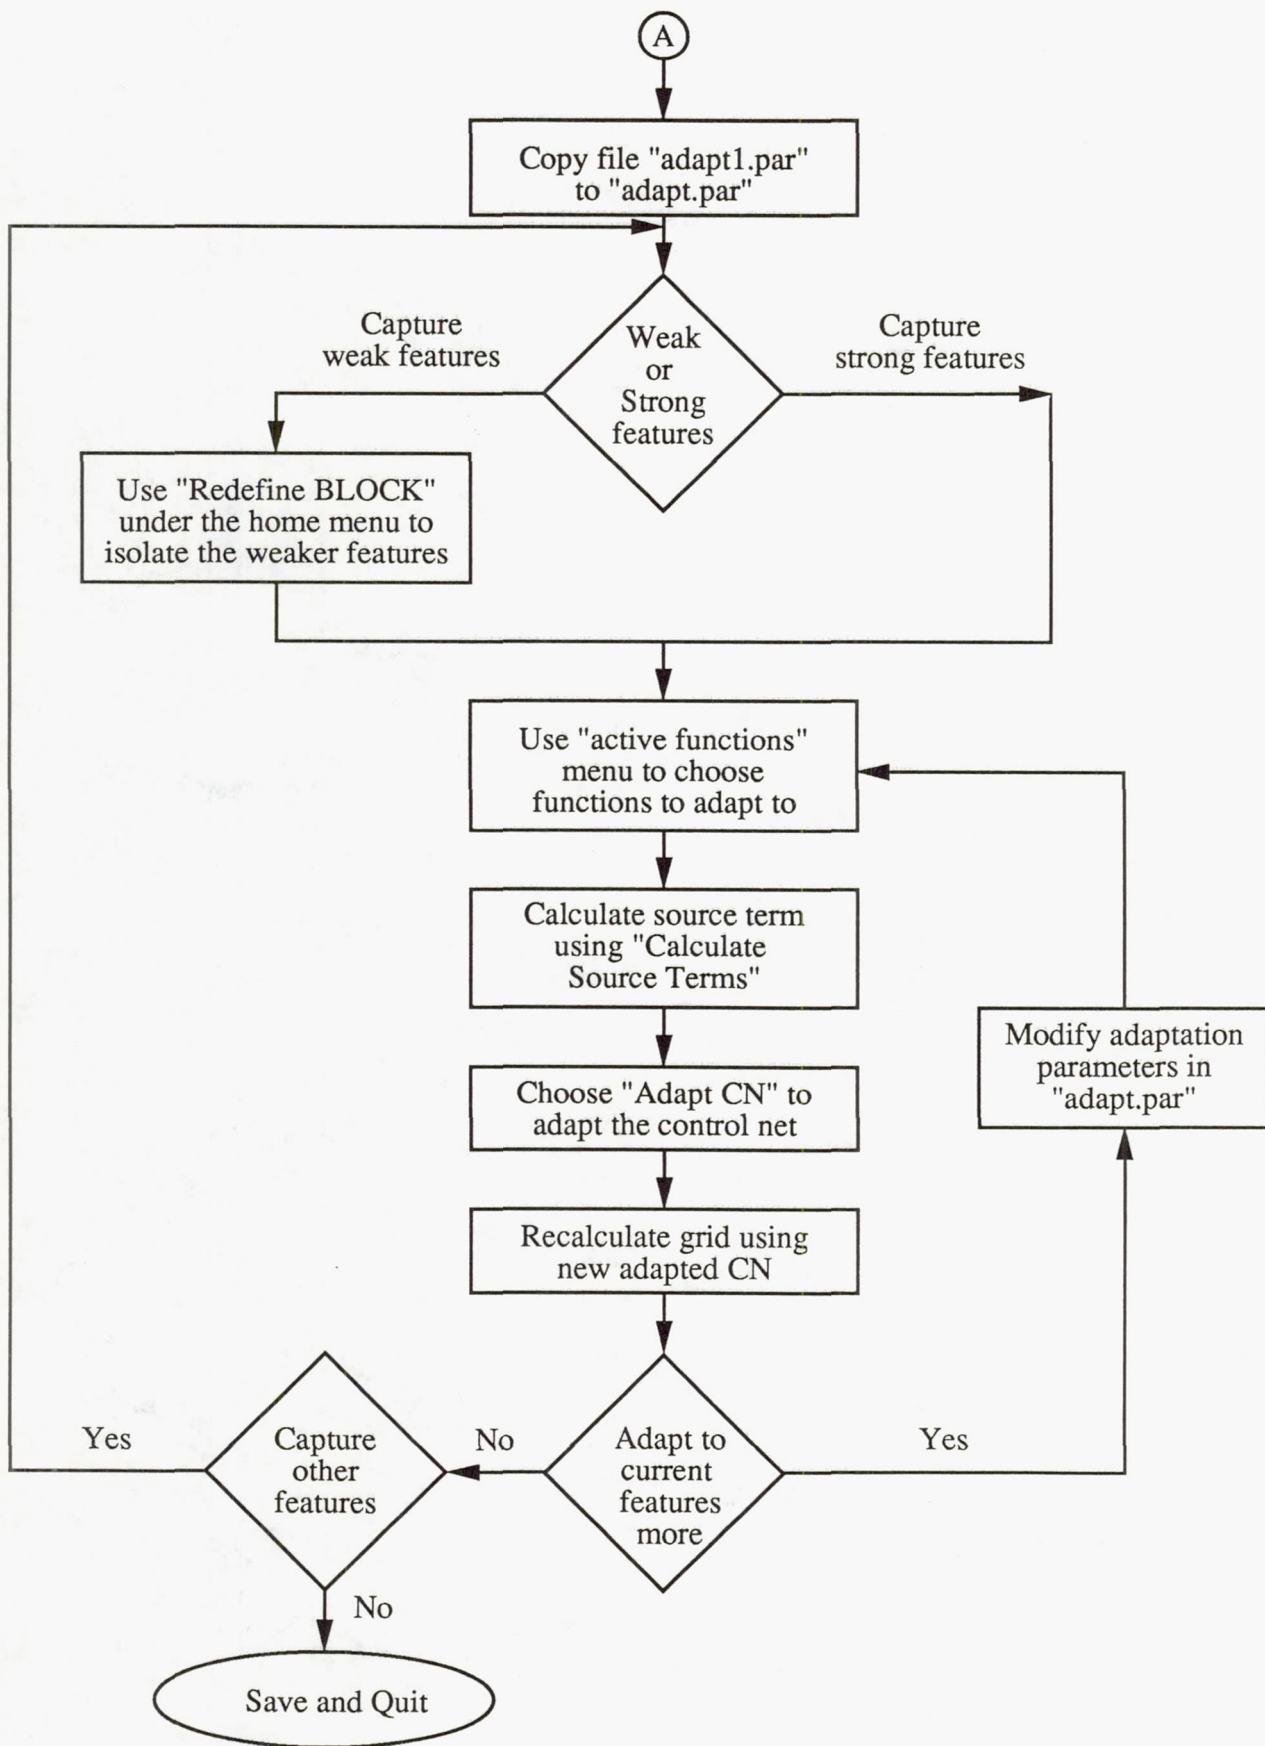 A
Copy file "adapt1.par"
to "adapt.par"
Capture
weak features
Weak
or
Strong
features
Capture
strong features
Use "Redefine BLOCK"
under the home menu to
isolate the weaker features
Use "active functions"
menu to choose
functions to adapt to
Calculate source term
using "Calculate
Source Terms"
Modify adaptation
parameters in
"adapt.par"
Choose "Adapt CN" to
adapt the control net
Recalculate grid using
new adapted CN
Yes
Capture
other
features
No
Adapt to
current
features
more
Yes
No
Save and Quit